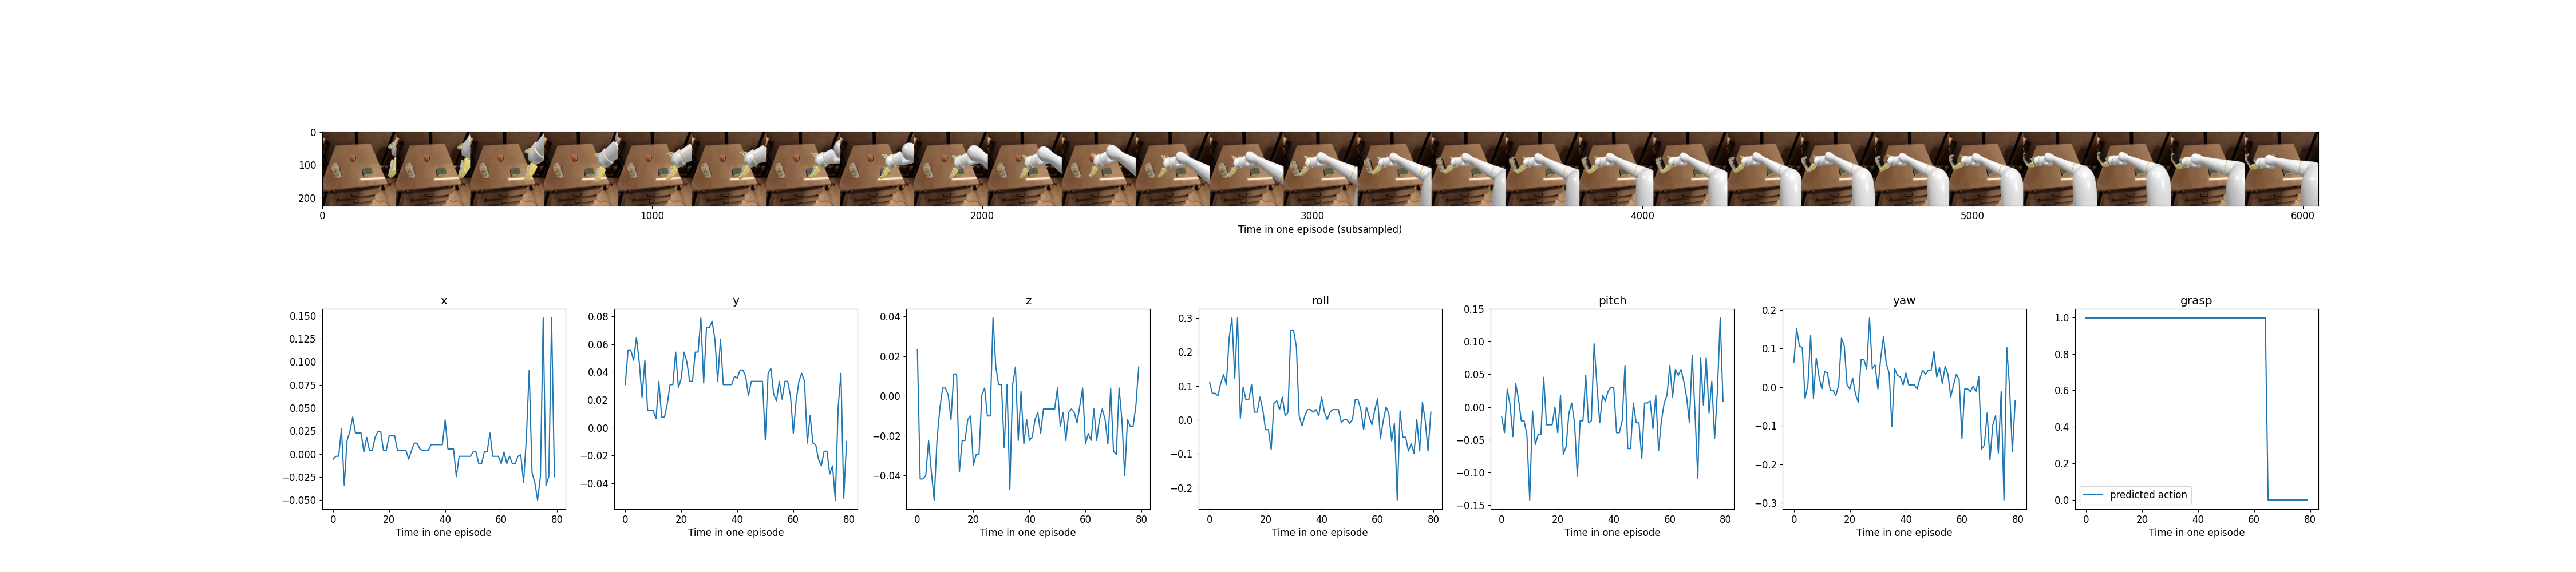 0
100
200
0 1000 2000 3000 4000 5000 6000
Time in one episode (subsampled)
x
0.150
0.125
0.100
0.075
0.050
0.025
0.000
−0.025
−0.050
0 20 40 60 80
Time in one episode
y
0.08
0.06
0.04
0.02
0.00
−0.02
−0.04
0 20 40 60 80
Time in one episode
z
0.04
0.02
0.00
−0.02
−0.04
0 20 40 60 80
Time in one episode
roll
0.3
0.2
0.1
0.0
−0.1
−0.2
0 20 40 60 80
Time in one episode
pitch
0.15
0.10
0.05
0.00
−0.05
−0.10
−0.15
0 20 40 60 80
Time in one episode
yaw
0.2
0.1
0.0
−0.1
−0.2
−0.3
0 20 40 60 80
Time in one episode
grasp
1.0
0.8
0.6
0.4
0.2
0.0
predicted action
0 20 40 60 80
Time in one episode